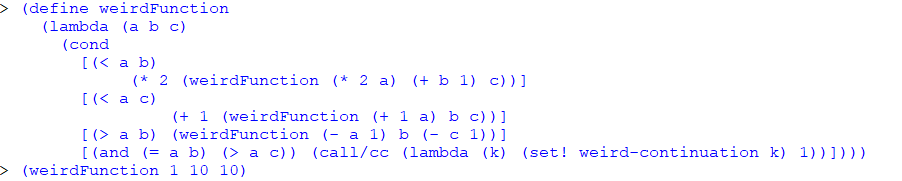 > (define weirdFunction
(lambda (a b c)
(cond
[(< a b)
(* 2 (weirdFunction (* 2 a) (+ b 1) c))]
[(< a c)
(+ 1 (weirdFunction (+ 1 a) b c))]
[(> a b) (weirdFunction (- a 1) b (- c 1))]
[(and (= a b) (> a c)) (call/cc (lambda (k) (set! weird-continuation k) 1))])))
> (weirdFunction 1 10 10)